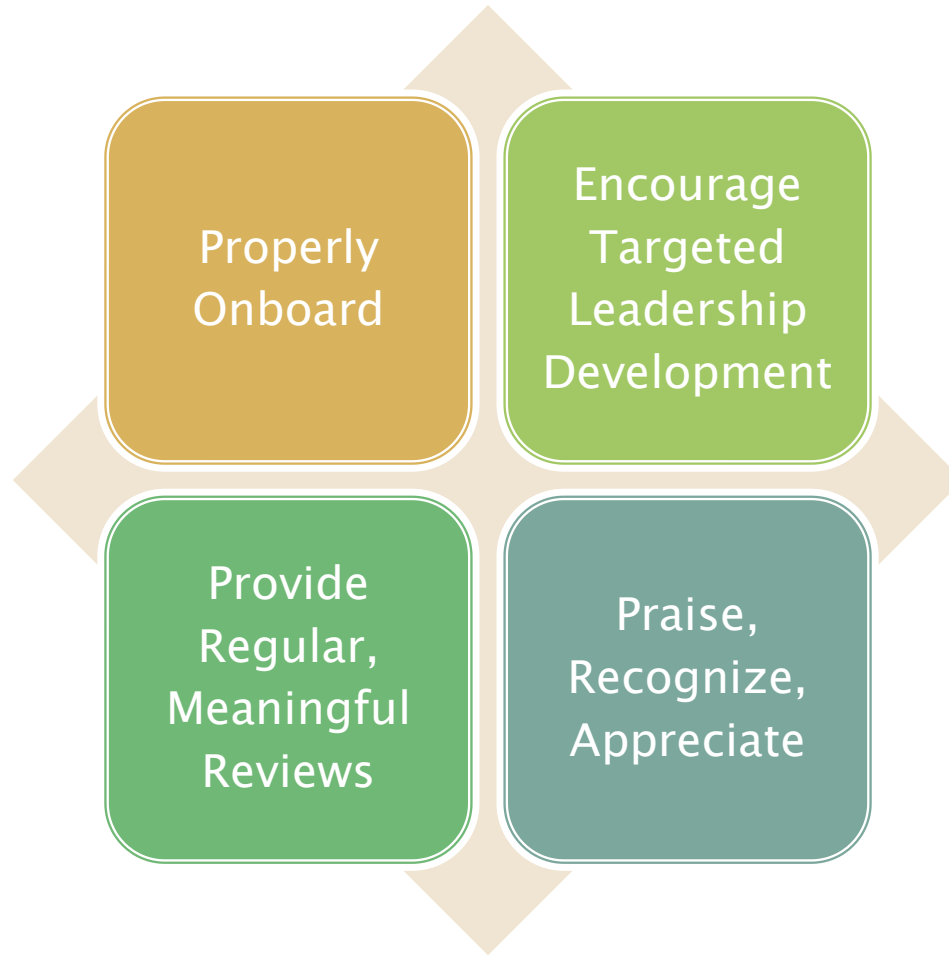 Properly
Onboard
Encourage
Targeted
Leadership
Development
Provide
Regular,
Meaningful
Reviews
Praise,
Recognize,
Appreciate